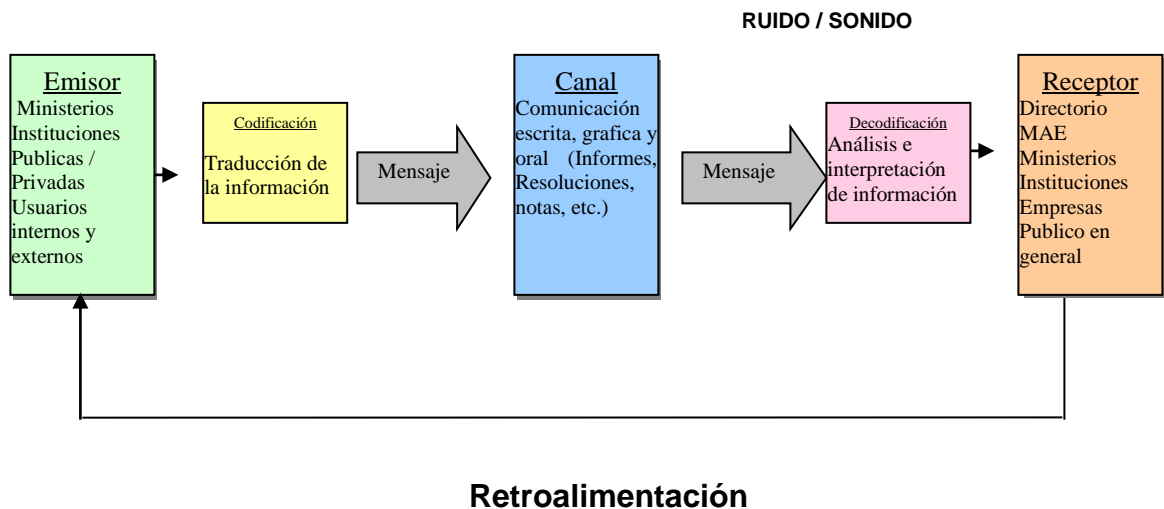 RUIDO / SONIDO
Emisor
Ministerios
Instituciones
Publicas /
Privadas
Usuarios
internos y
externos
Codificación
Traducción de
la información
Mensaje
Canal
Comunicación
escrita, grafica y
oral (Informes,
Resoluciones,
notas, etc.)
Mensaje
Decodificación
Análisis e
interpretación
de información
Receptor
Directorio
MAE
Ministerios
Instituciones
Empresas
Publico en
general
Retroalimentación